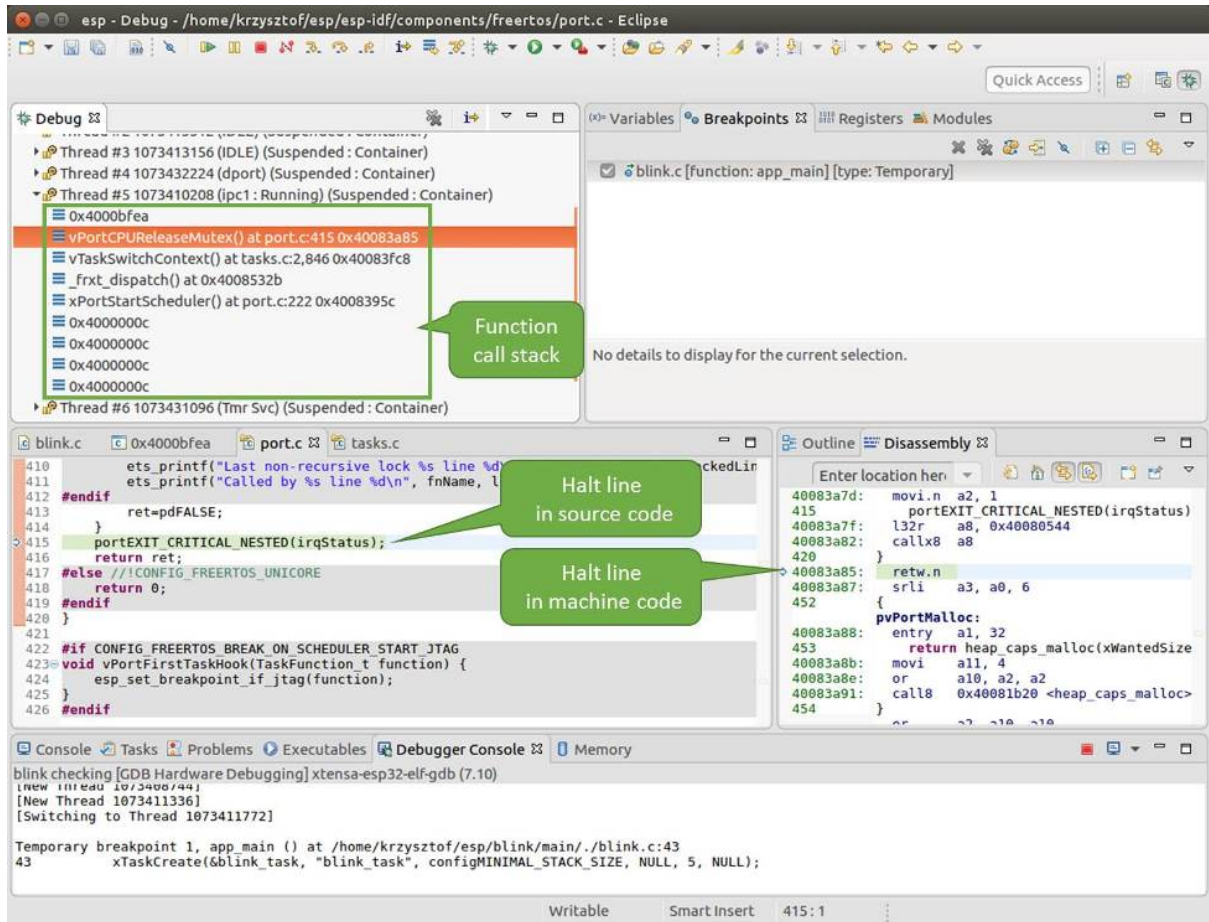 esp - Debug - /home/krzysztof/esp/esp-idf/components/freertos/port.c - Eclipse
Quick Access
Debug
Thread #3 1073413156 (IDLE) (Suspended : Container)
Thread #4 1073432224 (dport) (Suspended : Container)
Thread #5 1073410208 (ipc1 : Running) (Suspended : Container)
0x4000bfea
vPortCPUReleaseMutex() at port.c:415 0x40083a85
vTaskSwitchContext() at tasks.c:2,846 0x40083fc8
_frxt_dispatch() at 0x4008532b
xPortStartScheduler() at port.c:222 0x4008395c
0x4000000c
0x4000000c
0x4000000c
0x4000000c
Thread #6 1073431096 (Tmr Svc) (Suspended : Container)
Function
call stack
(x)= Variables Breakpoints Registers Modules
blink.c [function: app_main] [type: Temporary]
No details to display for the current selection.
blink.c 0x4000bfea port.c tasks.c
410 ets_printf("Last non-recursive lock %s line %d ckedLin
411 ets_printf("Called by %s line %d\n", fnName, l
412 #endif
413 ret=pdFALSE;
414 }
415 portEXIT_CRITICAL_NESTED(irqStatus);
416 return ret;
417 #else //!CONFIG_FREERTOS_UNICORE
418 return 0;
419 #endif
420 }
421
422 #if CONFIG_FREERTOS_BREAK_ON_SCHEDULER_START_JTAG
423 void vPortFirstTaskHook(TaskFunction_t function) {
424 esp_set_breakpoint_if_jtag(function);
425 }
426 #endif
Halt line
in source code
Halt line
in machine code
Outline Disassembly
Enter location her
40083a7d: movi.n a2, 1
415 portEXIT_CRITICAL_NESTED(irqStatus)
40083a7f: l32r a8, 0x40080544
40083a82: callx8 a8
420 }
40083a85: retw.n
40083a87: srli a3, a0, 6
452 {
pvPortMalloc:
40083a88: entry a1, 32
453 return heap_caps_malloc(xWantedSize
40083a8b: movi a11, 4
40083a8e: or a10, a2, a2
40083a91: call8 0x40081b20 <heap_caps_malloc>
454 }
Console Tasks Problems Executables Debugger Console Memory
blink checking [GDB Hardware Debugging] xtensa-esp32-elf-gdb (7.10)
[New Thread 1073408744]
[New Thread 1073411336]
[Switching to Thread 1073411772]
Temporary breakpoint 1, app_main () at /home/krzysztof/esp/blink/main/./blink.c:43
43 xTaskCreate(&blink_task, "blink_task", configMINIMAL_STACK_SIZE, NULL, 5, NULL);
Writable Smart Insert 415 : 1